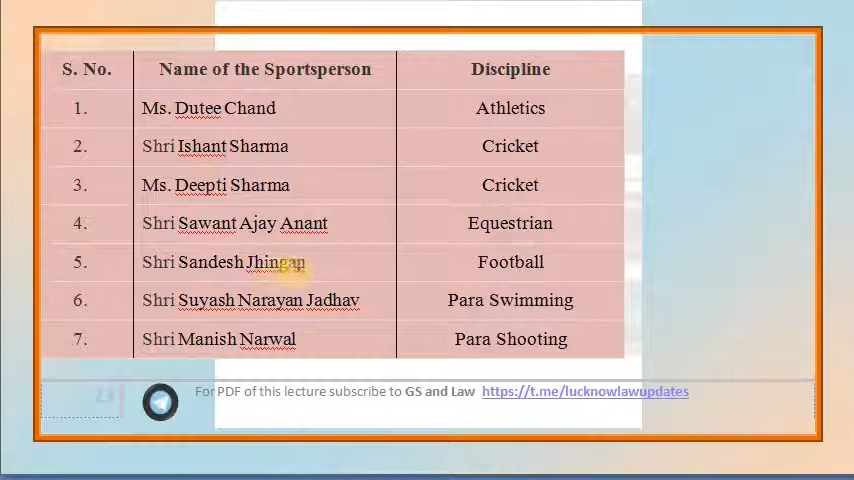 S. No. Name of the Sportsperson Discipline
1. Ms. Dutee Chand Athletics
2. Shri Ishant Sharma Cricket
3. Ms. Deepti Sharma Cricket
4. Shri Sawant Ajay Anant Equestrian
5. Shri Sandesh Jhingan Football
6. Shri Suyash Narayan Jadhav Para Swimming
7. Shri Manish Narwal Para Shooting
23 For PDF of this lecture subscribe to GS and Law https://t.me/lucknowlawupdates